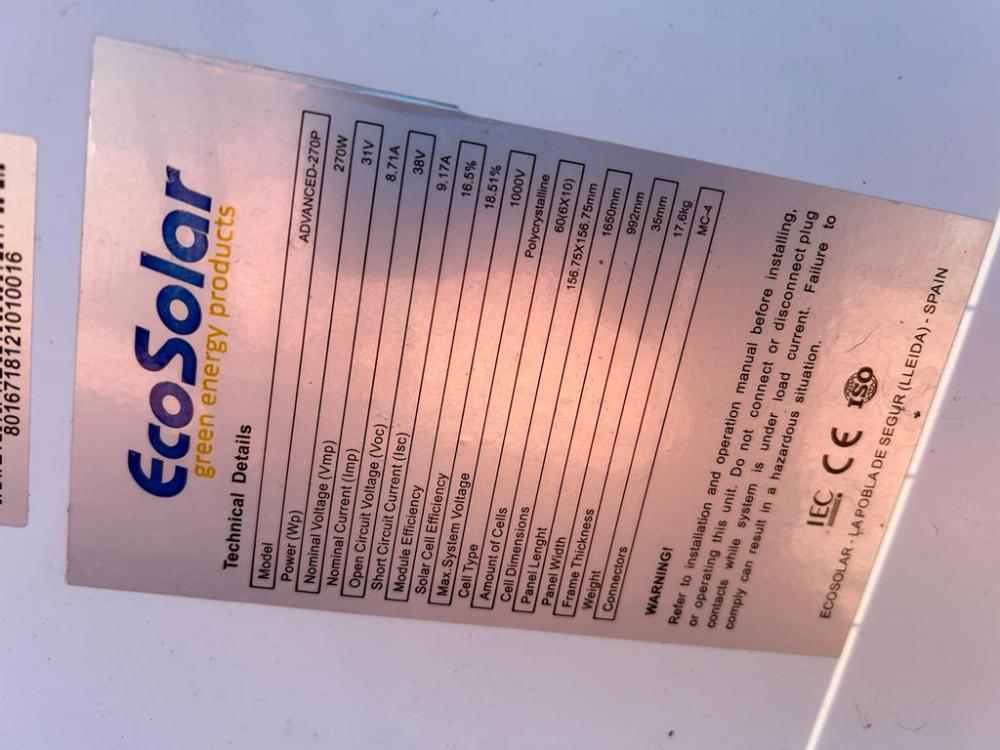 801671812101001​6
EcoSolar
green energy products
Technical Details
Model ADVANCED-270P
Power (Wp) 270W
Nominal Voltage (Vmp) 31V
Nominal Current (Imp) 8.71A
Open Circuit Voltage (Voc) 38V
Short Circuit Current (Isc) 9,17A
Module Efficiency 16.5%
Solar Cell Efficiency 18.51%
Max.System Voltage 1000V
Cell Type Polycrystalline
Amount of Cells 60(6X10)
Cell Dimensions 156.75X156.75mm
Panel Lenght 1650mm
Panel Width 992mm
Frame Thickness 35mm
Weight 17,6kg
Connectors MC-4
WARNING!
Refer to installation and operation manual before installing,
or operating this unit. Do not connect or disconnect plug
contacts while system is under load current. Failure to
comply can result in a hazardous situation.
IEC CE ISO
ECOSOLAR - LA POBLA DE SEGUR (LLEIDA) - SPAIN